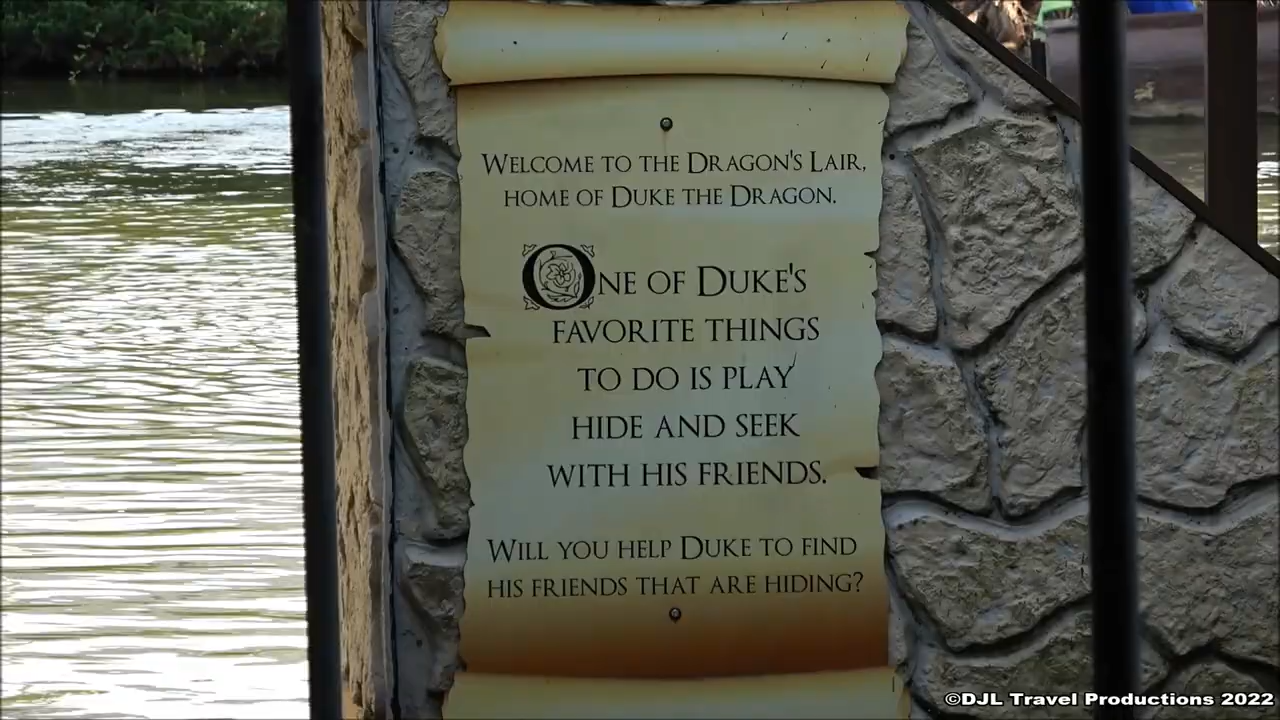 Welcome to the Dragon's Lair,
home of Duke the Dragon.
One of Duke's
favorite things
to do is play
hide and seek
with his friends.
Will you help Duke to find
his friends that are hiding?
©DJL Travel Productions 2022